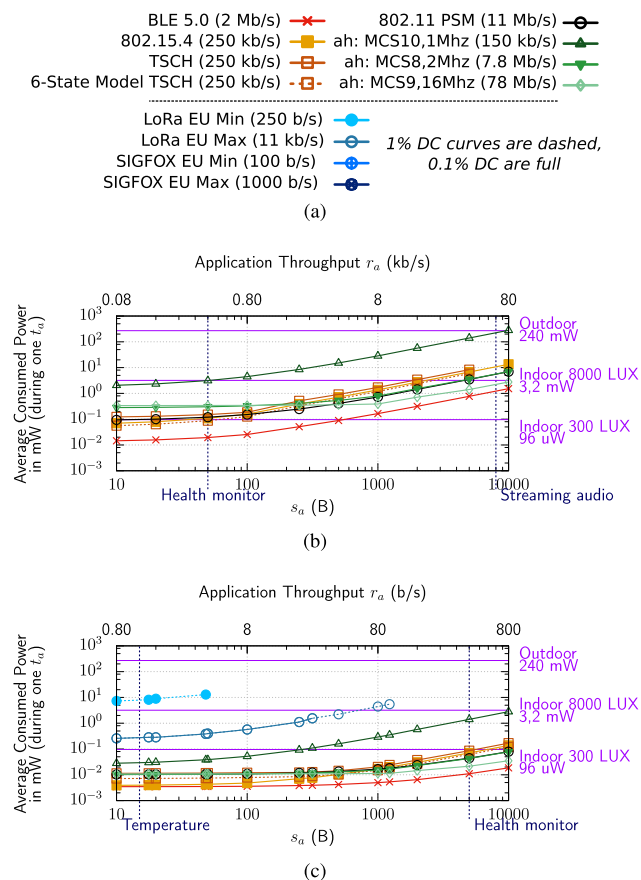 BLE 5.0 (2 Mb/s)
802.15.4 (250 kb/s)
TSCH (250 kb/s)
6-State Model TSCH (250 kb/s)
802.11 PSM (11 Mb/s)
ah: MCS10,1Mhz (150 kb/s)
ah: MCS8,2Mhz (7.8 Mb/s)
ah: MCS9,16Mhz (78 Mb/s)
LoRa EU Min (250 b/s)
LoRa EU Max (11 kb/s)
SIGFOX EU Min (100 b/s)
SIGFOX EU Max (1000 b/s)
1% DC curves are dashed,
0.1% DC are full
(a)
Application Throughput r_a (kb/s)
0.08 0.80 8 80
Average Consumed Power
in mW (during one t_a)
10^3
10^2
10^1
10^0
10^-1
10^-2
10^-3
Outdoor
240 mW
Indoor 8000 LUX
3,2 mW
Indoor 300 LUX
96 uW
10 100 1000 10000
Health monitor
Streaming audio
s_a (B)
(b)
Application Throughput r_a (b/s)
0.80 8 80 800
Average Consumed Power
in mW (during one t_a)
10^3
10^2
10^1
10^0
10^-1
10^-2
10^-3
Outdoor
240 mW
Indoor 8000 LUX
3,2 mW
Indoor 300 LUX
96 uW
10 100 1000 10000
Temperature
Health monitor
s_a (B)
(c)